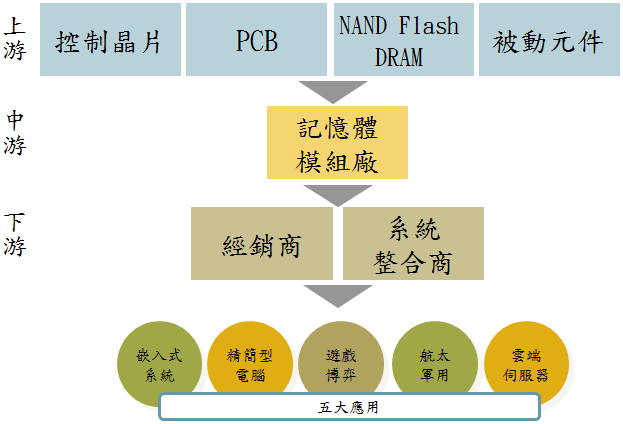 上游
控制晶片
PCB
NAND Flash
DRAM
被動元件
中游
記憶體
模組廠
下游
經銷商
系統
整合商
嵌入式
系統
精簡型
電腦
遊戲
博弈
航太
軍用
雲端
伺服器
五大應用